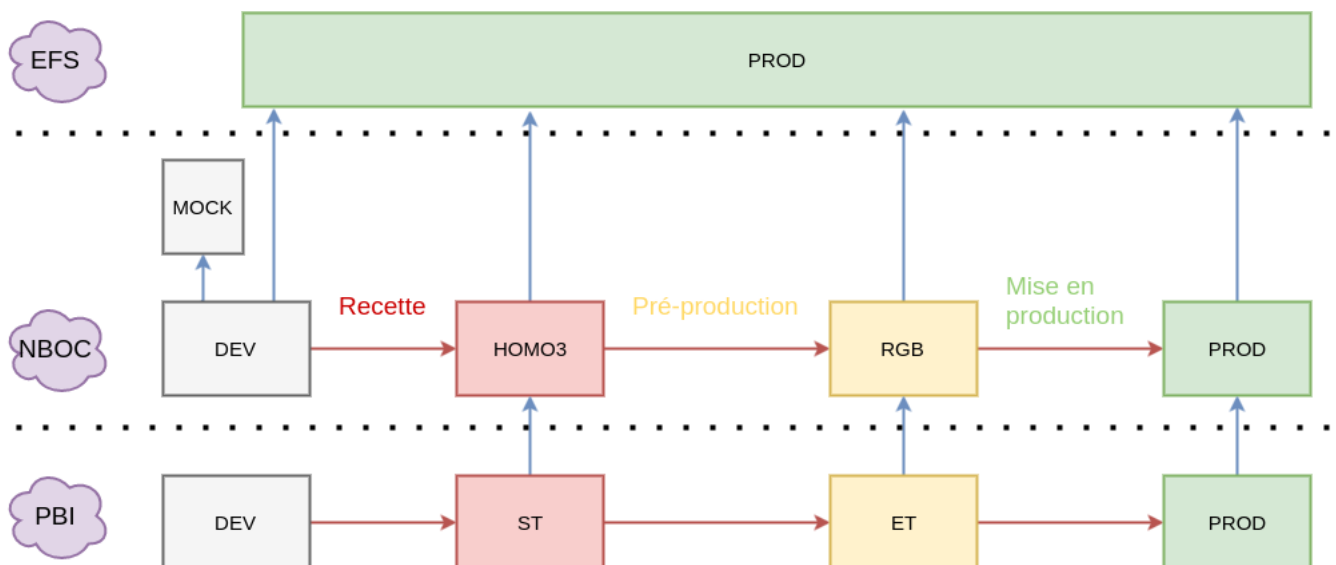 EFS
PROD
MOCK
Recette
Pré-production
Mise en
production
NBOC
DEV
HOMO3
RGB
PROD
PBI
DEV
ST
ET
PROD